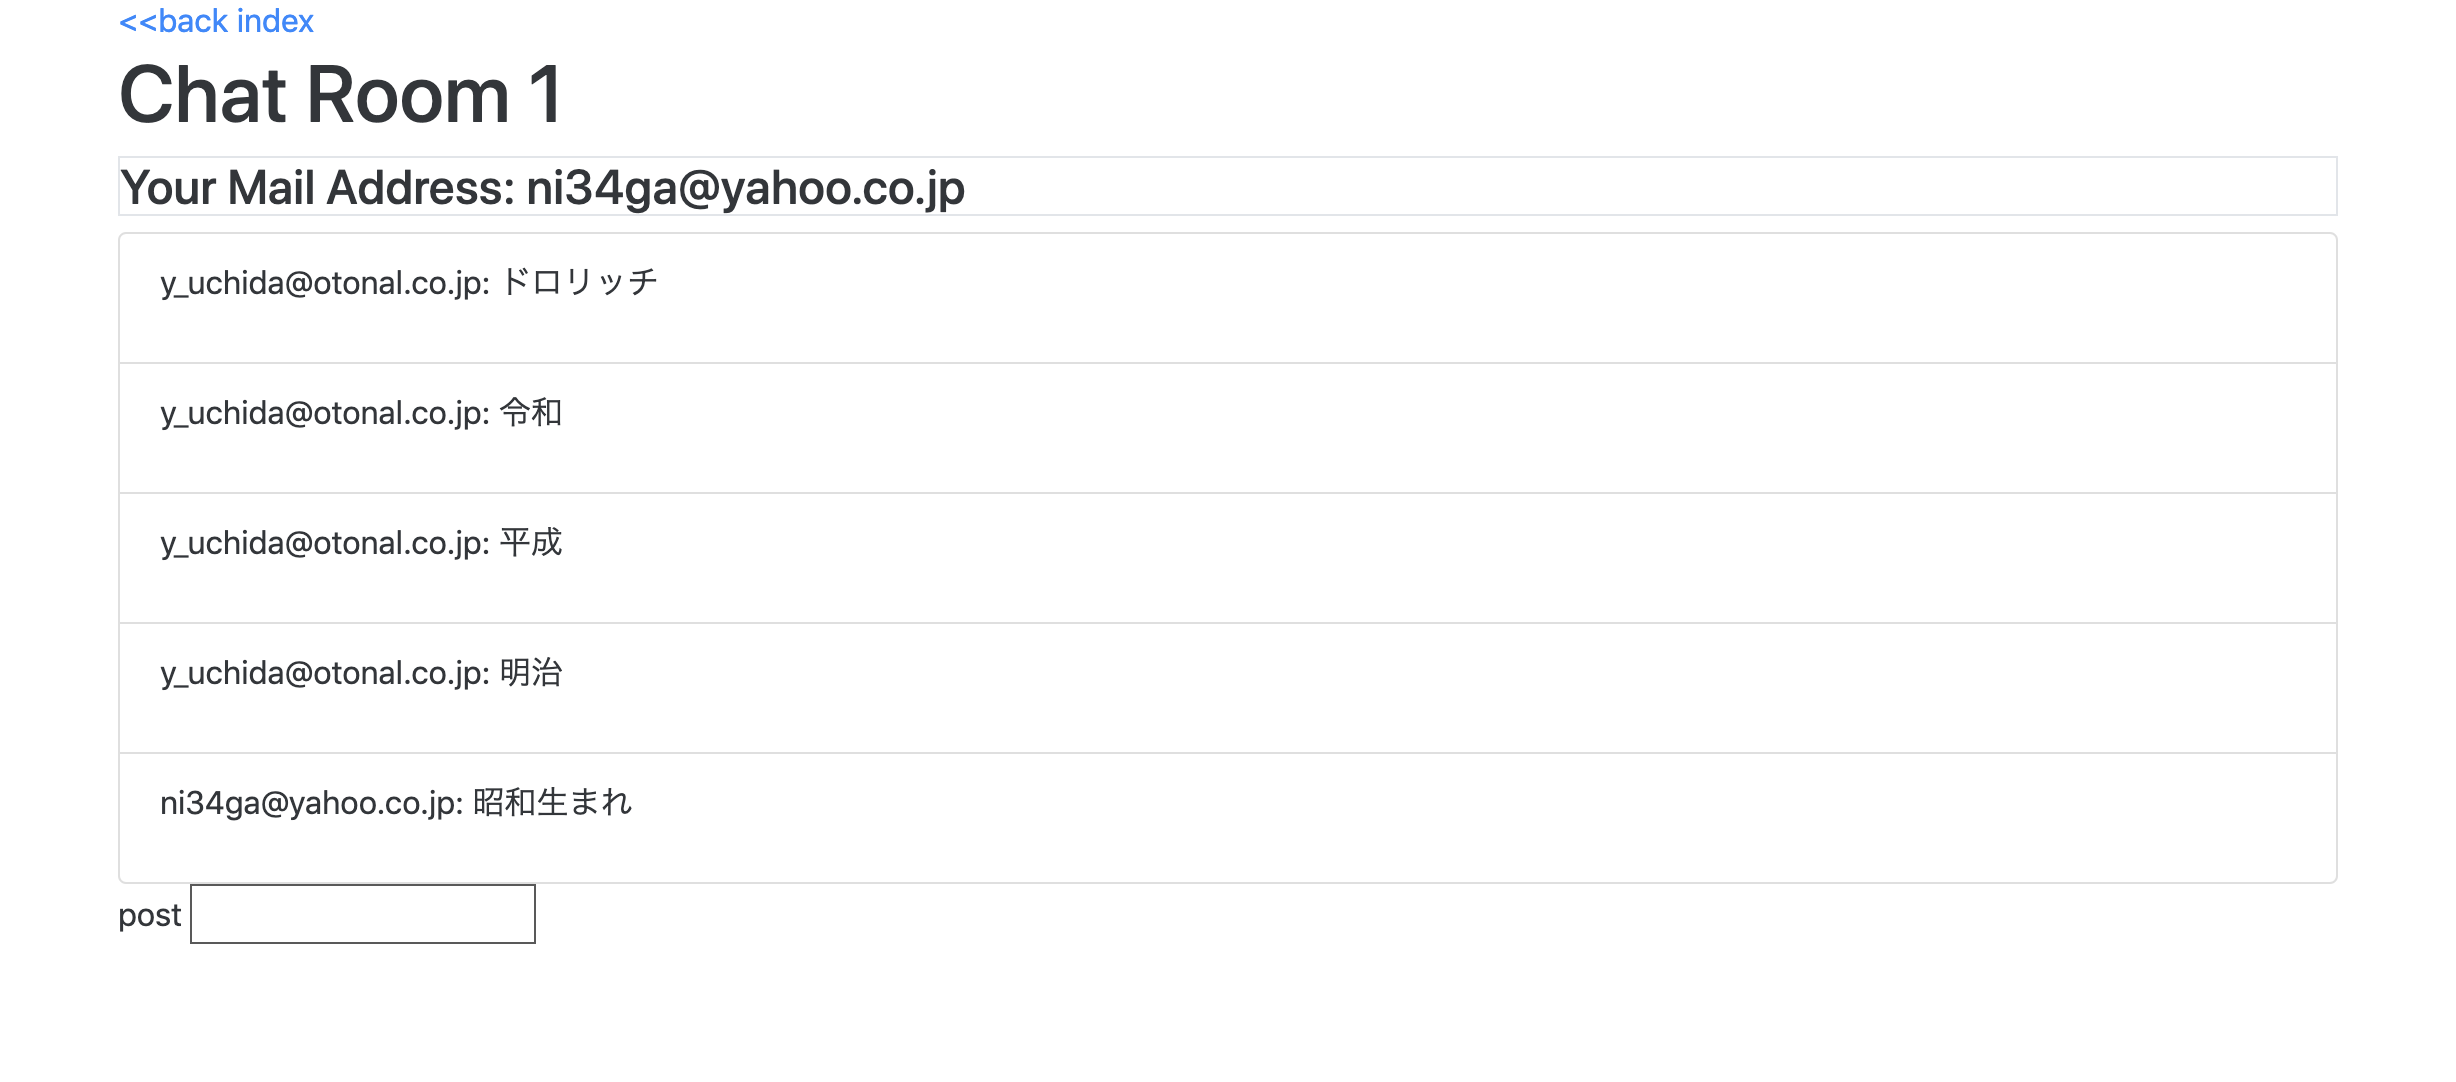 <<back index
Chat Room 1
Your Mail Address: ni34ga@yahoo.co.jp
y_uchida@otonal.co.jp: ドロリッチ
y_uchida@otonal.co.jp: 令和
y_uchida@otonal.co.jp: 平成
y_uchida@otonal.co.jp: 明治
ni34ga@yahoo.co.jp: 昭和生まれ
post